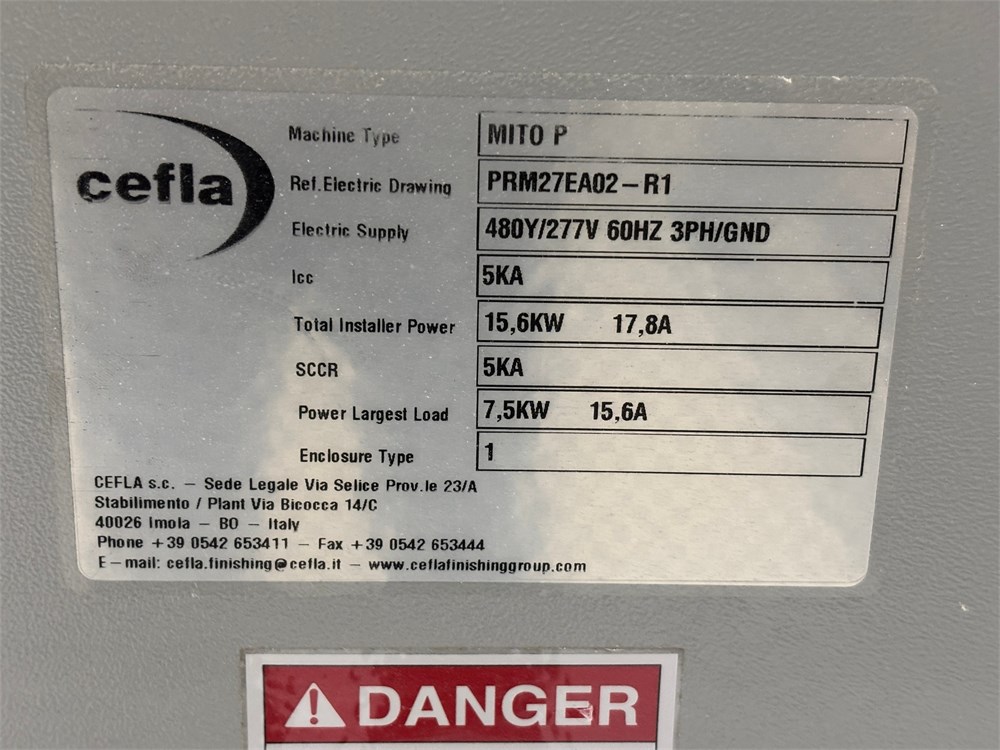 cefla
Machine Type MITO P
Ref.Electric Drawing PRM27EA02-R1
Electric Supply 480Y/277V 60HZ 3PH/GND
Icc 5KA
Total Installer Power 15,6KW 17,8A
SCCR 5KA
Power Largest Load 7,5KW 15,6A
Enclosure Type 1
CEFLA s.c. - Sede Legale Via Selice Prov.le 23/A
Stabilimento / Plant Via Bicocca 14/C
40026 Imola - BO - Italy
Phone +39 0542 653411 - Fax +39 0542 653444
E-mail: cefla.finishing@cefla.it - www.ceflafinishinggroup.com
DANGER